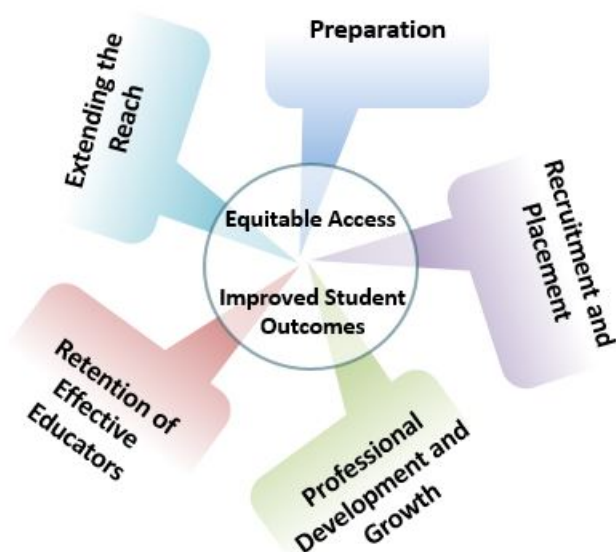 Preparation
Recruitment and
Placement
Professional
Development and
Growth
Retention of
Effective
Educators
Extending the
Reach
Equitable Access
Improved Student
Outcomes